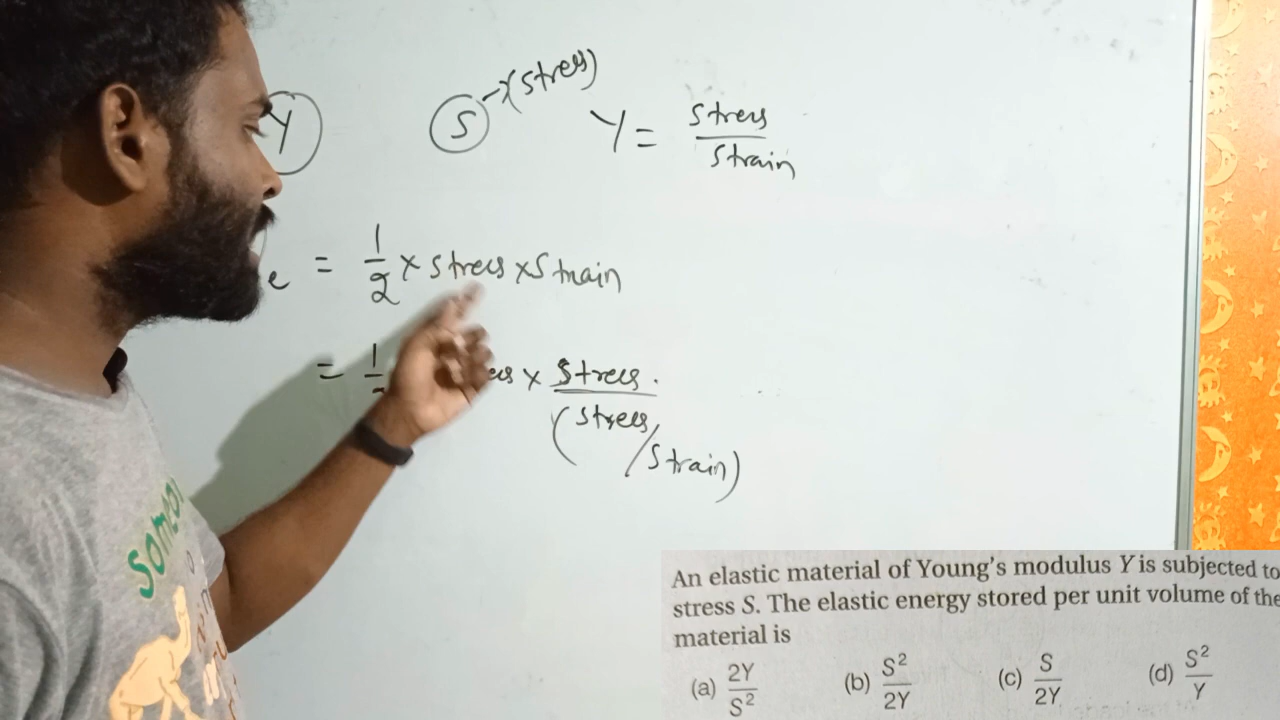 Y S →(stress) Y = stress / strain
e = 1/2 × stress × strain
= 1 × stress.
(stress / strain)
An elastic material of Young's modulus Y is subjected to
stress S. The elastic energy stored per unit volume of the
material is
(a) 2Y/S² (b) S²/2Y (c) S/2Y (d) S²/Y